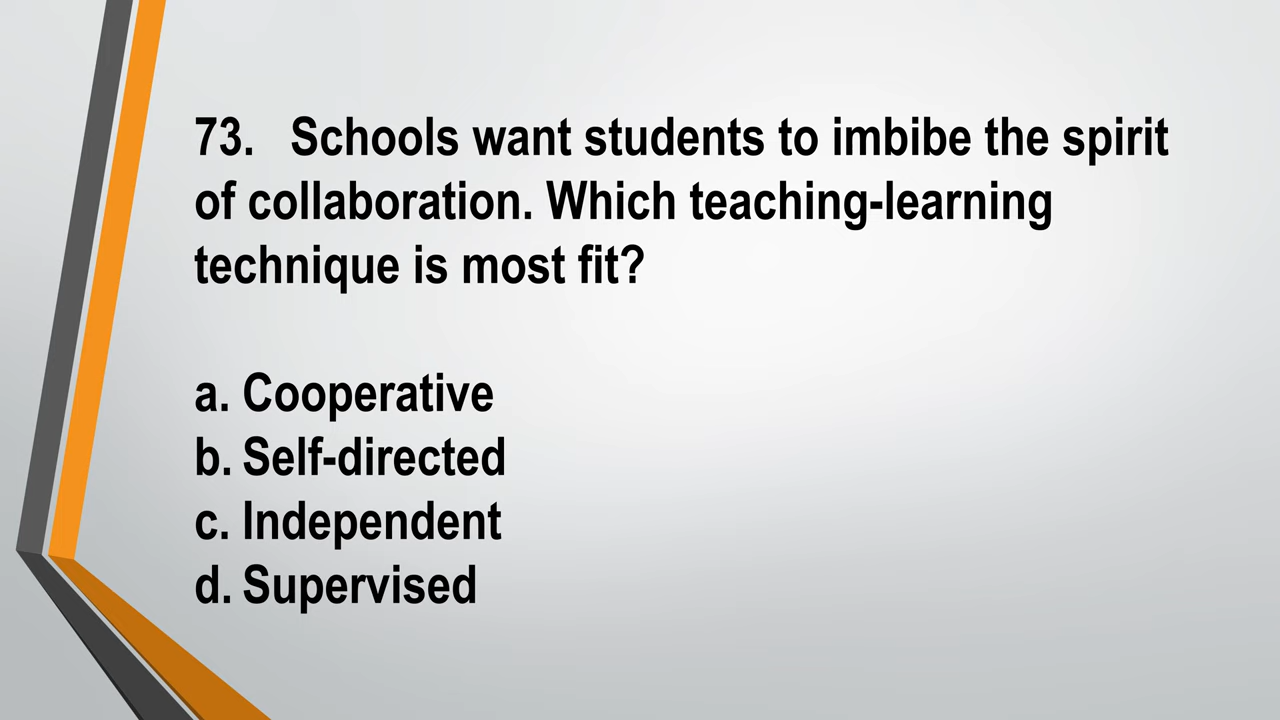 73. Schools want students to imbibe the spirit
of collaboration. Which teaching-learning
technique is most fit?
a. Cooperative
b. Self-directed
c. Independent
d. Supervised